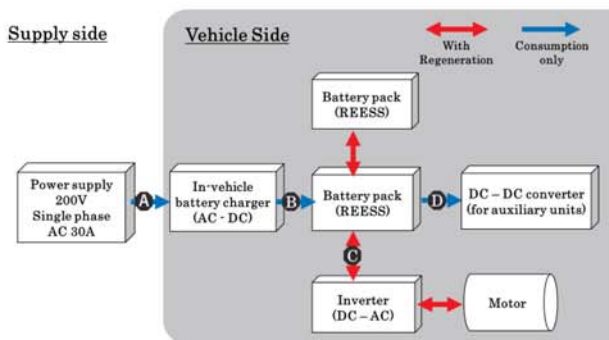 Supply side
Vehicle Side
With
Regeneration
Consumption
only
Battery pack
(REESS)
Power supply
200V
Single phase
AC 30A
A
In-vehicle
battery charger
(AC - DC)
B
Battery pack
(REESS)
D
DC – DC converter
(for auxiliary units)
C
Inverter
(DC – AC)
Motor